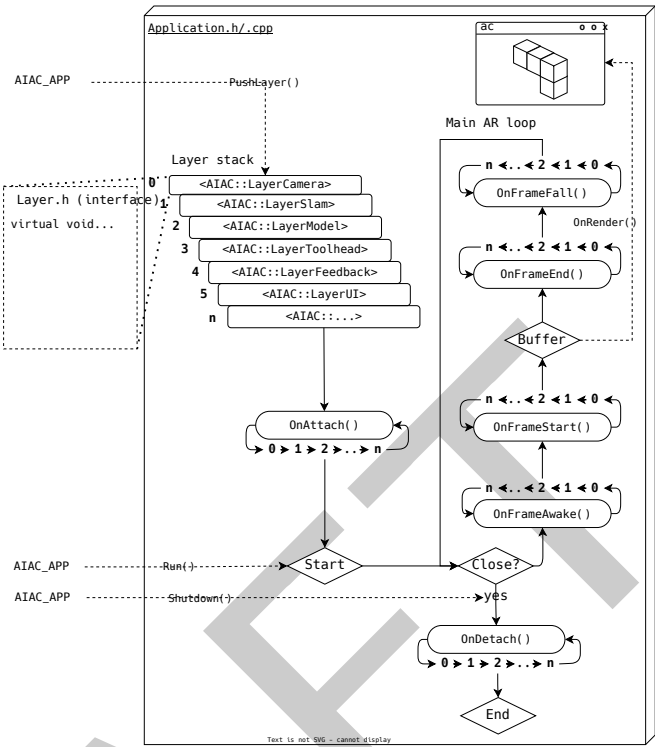 Application.h/.cpp
ac
o o x
AIAC_APP
PushLayer()
Main AR loop
Layer stack
n <.. < 2 < 1 < 0
OnFrameFall()
0
<AIAC::LayerCamera>
Layer.h (interface)
1
<AIAC::LayerSlam>
virtual void...
2
<AIAC::LayerModel>
OnRender()
3
<AIAC::LayerToolhead>
n <.. < 2 < 1 < 0
OnFrameEnd()
4
<AIAC::LayerFeedback>
5
<AIAC::LayerUI>
n
<AIAC::...>
Buffer
n <.. < 2 < 1 < 0
OnFrameStart()
OnAttach()
0 > 1 > 2 >..> n
n <.. < 2 < 1 < 0
OnFrameAwake()
AIAC_APP
Run()
Start
Close?
AIAC_APP
Shutdown()
yes
OnDetach()
0 > 1 > 2 >..> n
End
Text is not SVG - cannot display